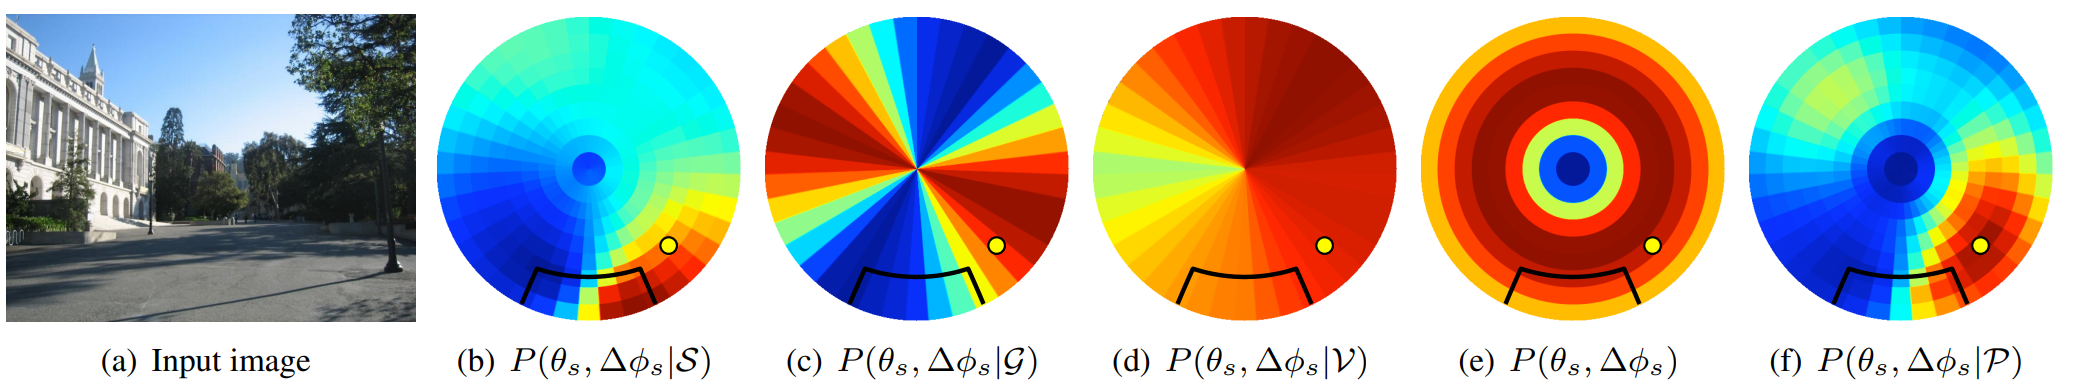 (a) Input image
(b) P(θₛ, Δϕₛ|𝒮)
(c) P(θₛ, Δϕₛ|𝒢)
(d) P(θₛ, Δϕₛ|𝒱)
(e) P(θₛ, Δϕₛ)
(f) P(θₛ, Δϕₛ|𝒫)